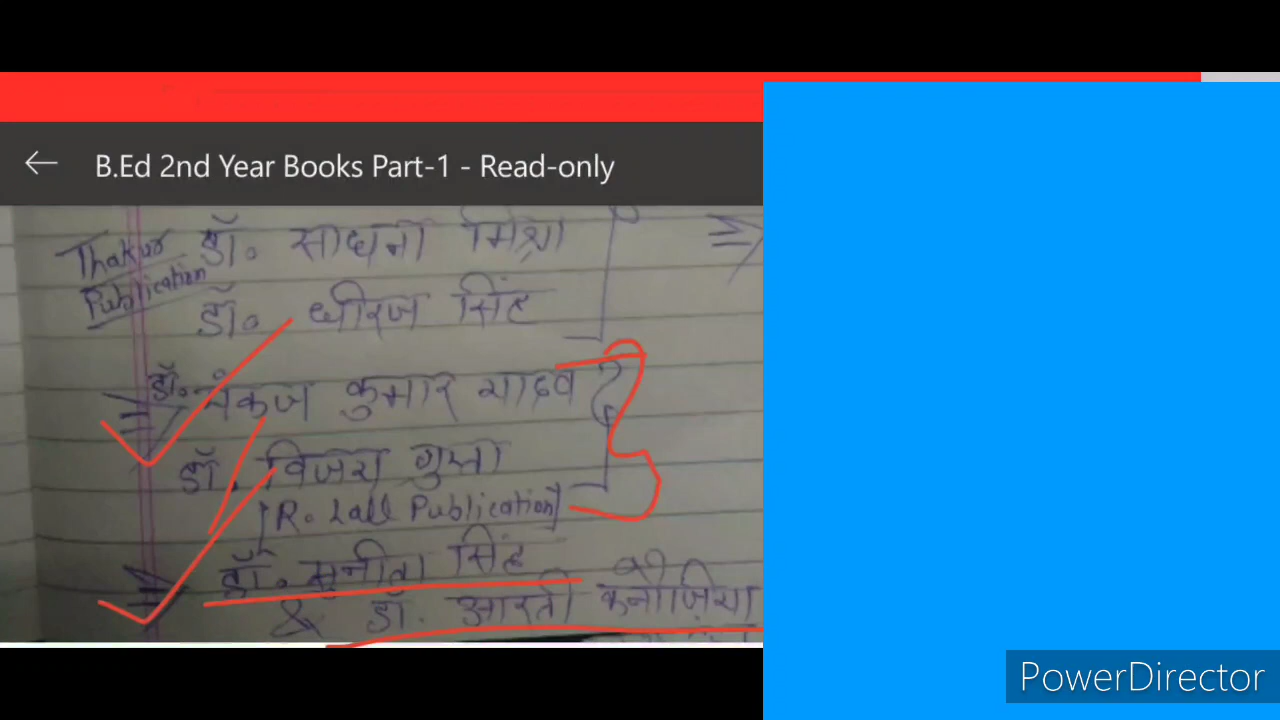 B.Ed 2nd Year Books Part-1 - Read-only
Thakur Publication
डॉ. साधना मिश्रा
डॉ. धीरज सिंह
डॉ. पंकज कुमार यादव
डॉ. विजय गुप्ता
[R. Lall Publication]
डॉ. सुनीता सिंह
& डॉ. आरती कनौजिया
PowerDirector